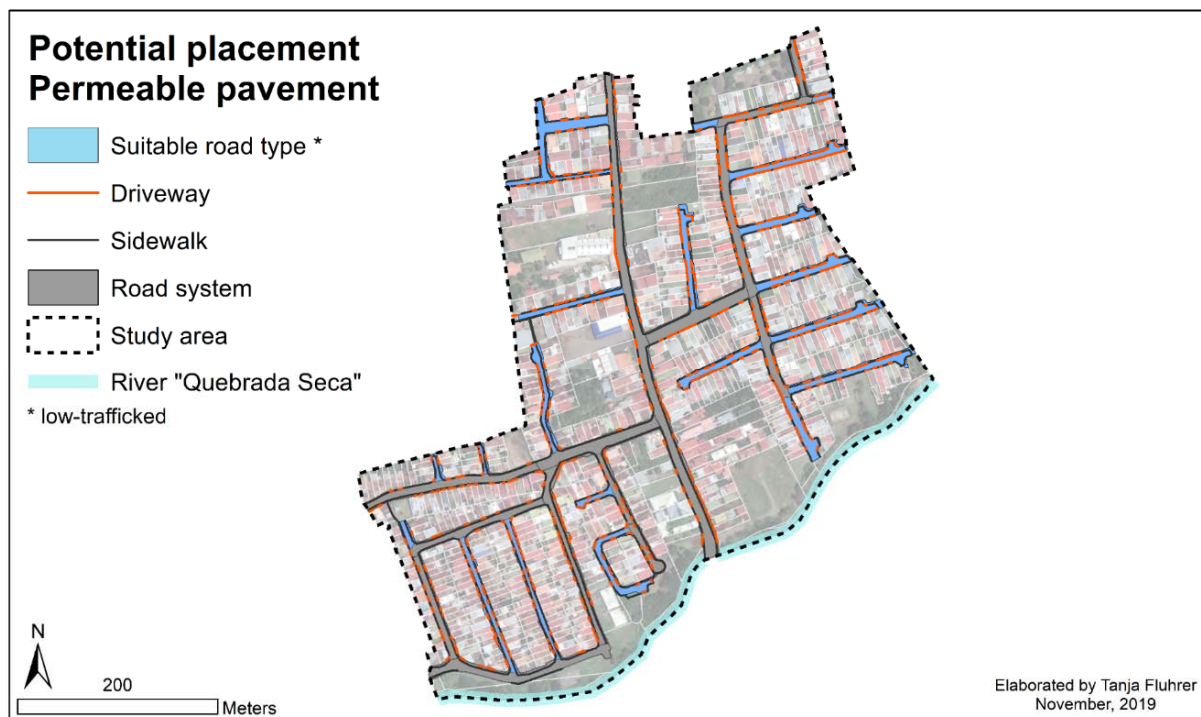 Potential placement
Permeable pavement
Suitable road type *
Driveway
Sidewalk
Road system
Study area
River "Quebrada Seca"
* low-trafficked
N
200
Meters
Elaborated by Tanja Fluhrer
November, 2019